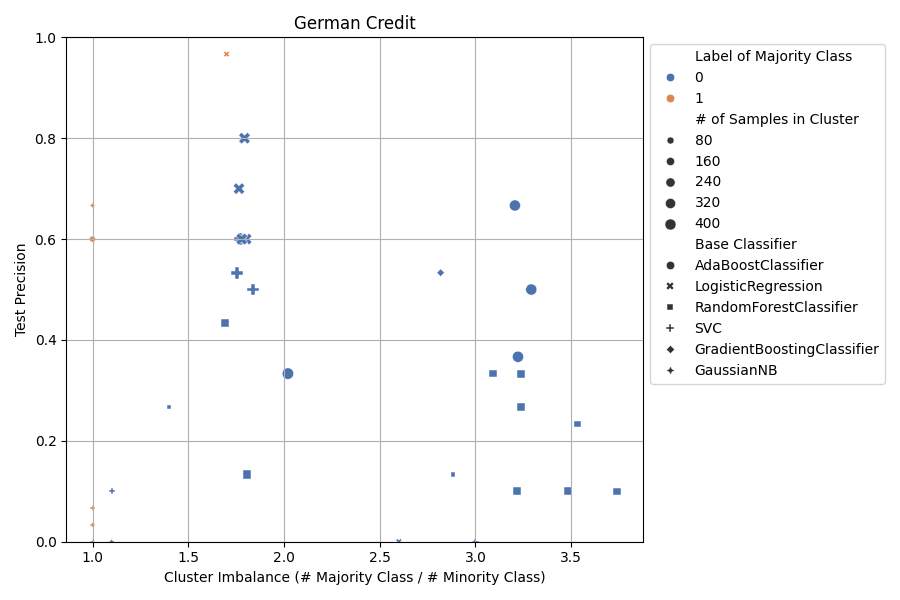 German Credit
1.0
0.8
0.6
0.4
0.2
0.0
Test Precision
1.0 1.5 2.0 2.5 3.0 3.5
Cluster Imbalance (# Majority Class / # Minority Class)
Label of Majority Class
0
1
# of Samples in Cluster
80
160
240
320
400
Base Classifier
AdaBoostClassifier
LogisticRegression
RandomForestClassifier
SVC
GradientBoostingClassifier
GaussianNB